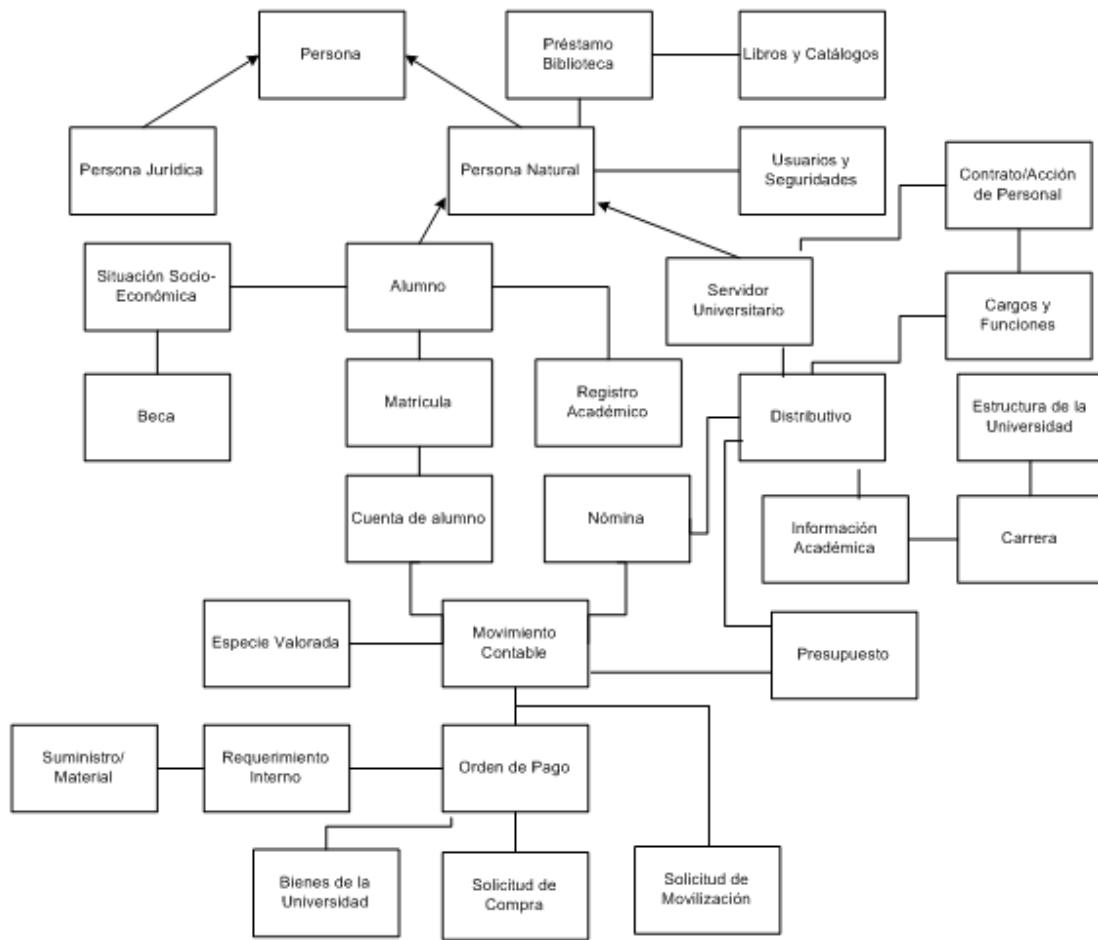 Persona
Préstamo
Biblioteca
Libros y Catálogos
Persona Jurídica
Persona Natural
Usuarios y
Seguridades
Contrato/Acción
de Personal
Situación Socio-
Económica
Alumno
Servidor
Universitario
Cargos y
Funciones
Beca
Matrícula
Registro
Académico
Distributivo
Estructura de la
Universidad
Cuenta de alumno
Nómina
Información
Académica
Carrera
Especie Valorada
Movimiento
Contable
Presupuesto
Suministro/
Material
Requerimiento
Interno
Orden de Pago
Bienes de la
Universidad
Solicitud de
Compra
Solicitud de
Movilización